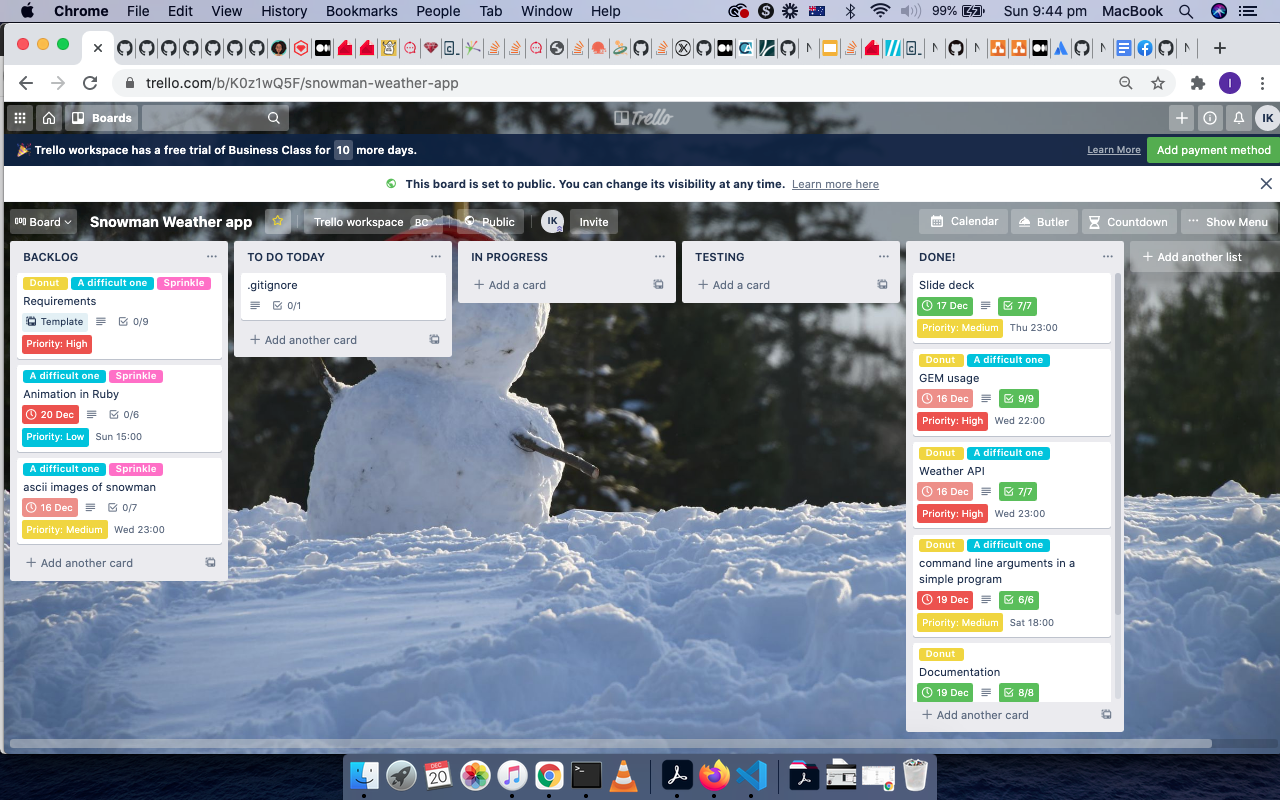 Chrome File Edit View History Bookmarks People Tab Window Help 99% Sun 9:44 pm MacBook
trello.com/b/K0z1wQ5F/snowman-weather-app I
Boards Trello IK
Trello workspace has a free trial of Business Class for 10 more days. Learn More Add payment method
This board is set to public. You can change its visibility at any time. Learn more here
Board Snowman Weather app Trello workspace BC Public IK Invite Calendar Butler Countdown ··· Show Menu
BACKLOG ···
Donut A difficult one Sprinkle
Requirements
Template 0/9
Priority: High
A difficult one Sprinkle
Animation in Ruby
20 Dec 0/6
Priority: Low Sun 15:00
A difficult one Sprinkle
ascii images of snowman
16 Dec 0/7
Priority: Medium Wed 23:00
+ Add another card
TO DO TODAY ···
.gitignore
0/1
+ Add another card
IN PROGRESS ···
+ Add a card
TESTING ···
+ Add a card
DONE! ···
Slide deck
17 Dec 7/7
Priority: Medium Thu 23:00
Donut A difficult one
GEM usage
16 Dec 9/9
Priority: High Wed 22:00
Donut A difficult one
Weather API
16 Dec 7/7
Priority: High Wed 23:00
Donut A difficult one
command line arguments in a
simple program
19 Dec 6/6
Priority: Medium Sat 18:00
Donut
Documentation
19 Dec 8/8
+ Add another card
+ Add another list
DEC
20